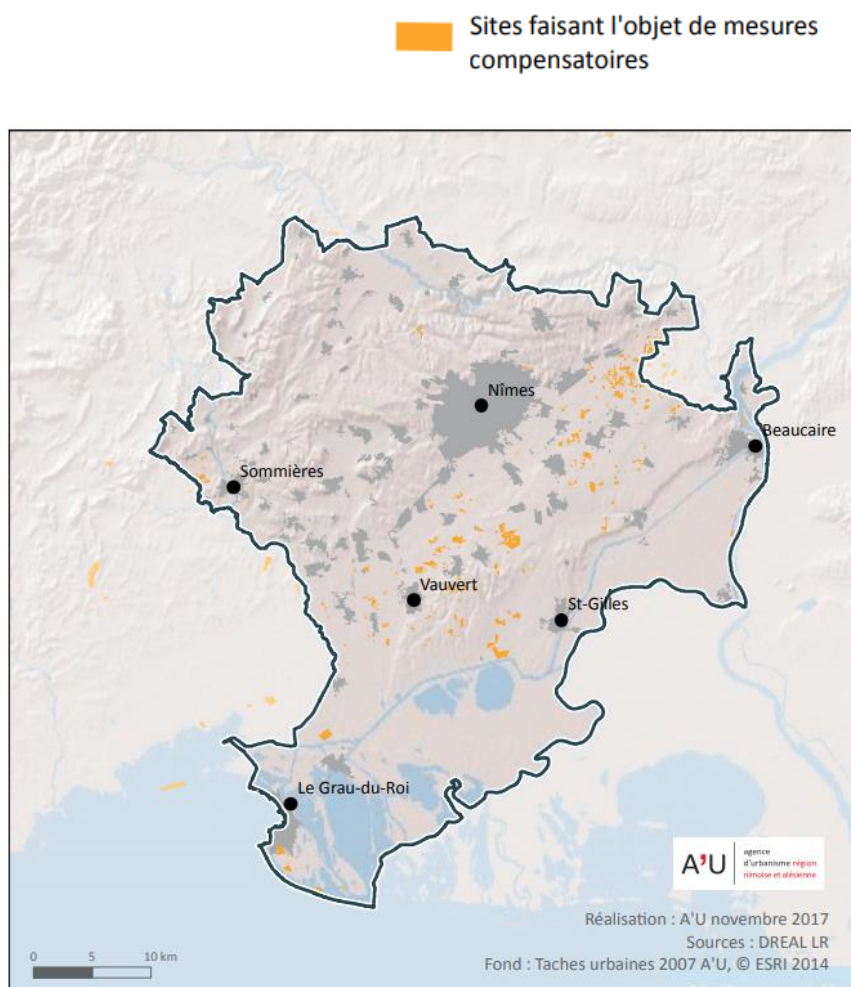 Sites faisant l'objet de mesures
compensatoires
Nîmes
Beaucaire
Sommières
Vauvert
St-Gilles
Le Grau-du-Roi
A'U
agence
d'urbanisme région
nîmoise et alésienne
Réalisation : A'U novembre 2017
Sources : DREAL LR
Fond : Taches urbaines 2007 A'U, © ESRI 2014
0 5 10 km